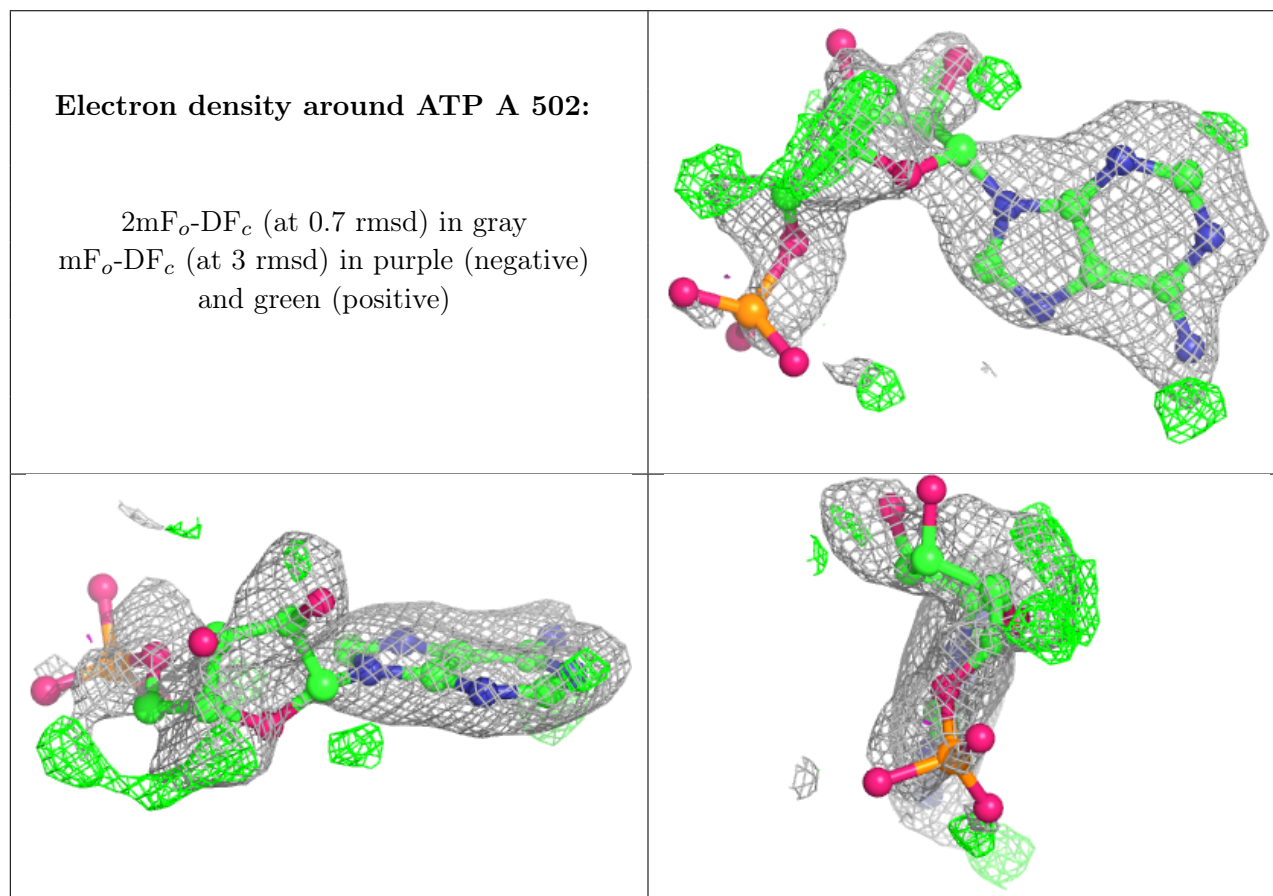 Electron density around ATP A 502:
2mFo-DFc (at 0.7 rmsd) in gray
mFo-DFc (at 3 rmsd) in purple (negative)
and green (positive)